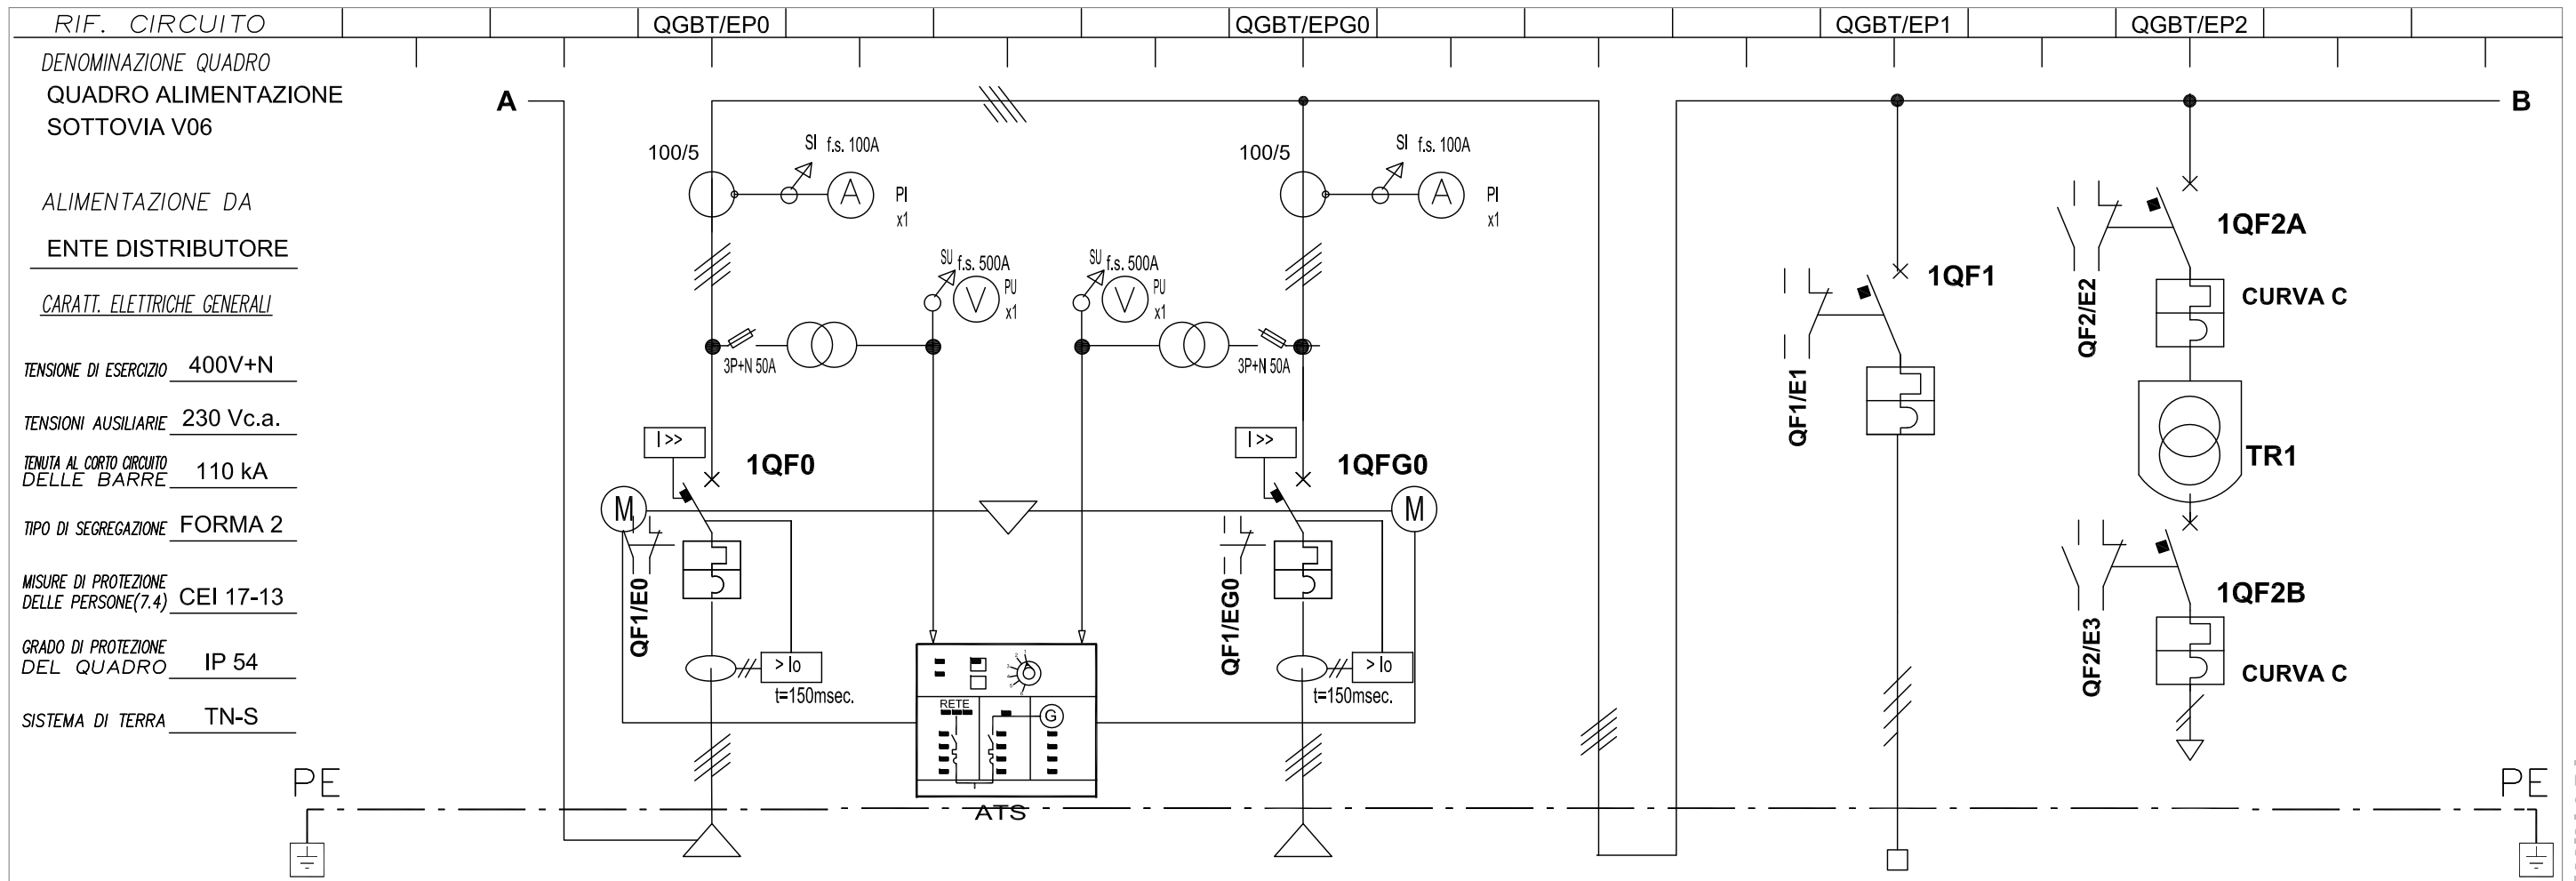 RIF. CIRCUITO
QGBT/EP0
QGBT/EPG0
QGBT/EP1
QGBT/EP2
DENOMINAZIONE QUADRO
QUADRO ALIMENTAZIONE
SOTTOVIA V06
ALIMENTAZIONE DA
ENTE DISTRIBUTORE
CARATT. ELETTRICHE GENERALI
TENSIONE DI ESERCIZIO 400V+N
TENSIONI AUSILIARIE 230 Vc.a.
TENUTA AL CORTO CIRCUITO
DELLE BARRE 110 kA
TIPO DI SEGREGAZIONE FORMA 2
MISURE DI PROTEZIONE
DELLE PERSONE(7.4) CEI 17-13
GRADO DI PROTEZIONE
DEL QUADRO IP 54
SISTEMA DI TERRA TN-S
PE
A
100/5
SI f.s. 100A
A
PI
x1
SU f.s. 500A
V
PU
x1
3P+N 50A
I >>
1QF0
M
QF1/E0
> Io
t=150msec.
RETE
G
ATS
100/5
SI f.s. 100A
A
PI
x1
SU f.s. 500A
V
PU
x1
3P+N 50A
I >>
1QFG0
M
QF1/EG0
> Io
t=150msec.
B
1QF1
QF1/E1
1QF2A
QF2/E2
CURVA C
TR1
1QF2B
QF2/E3
CURVA C
PE